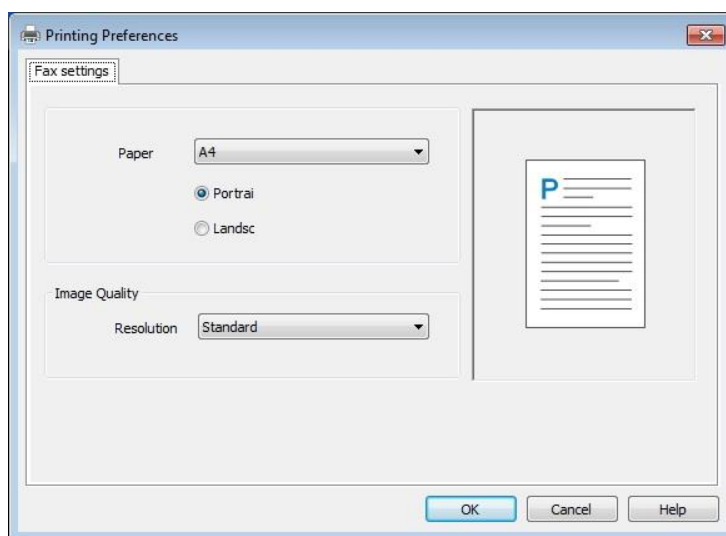 Printing Preferences
Fax settings
Paper
A4
Portrai
Landsc
Image Quality
Resolution
Standard
P
OK
Cancel
Help